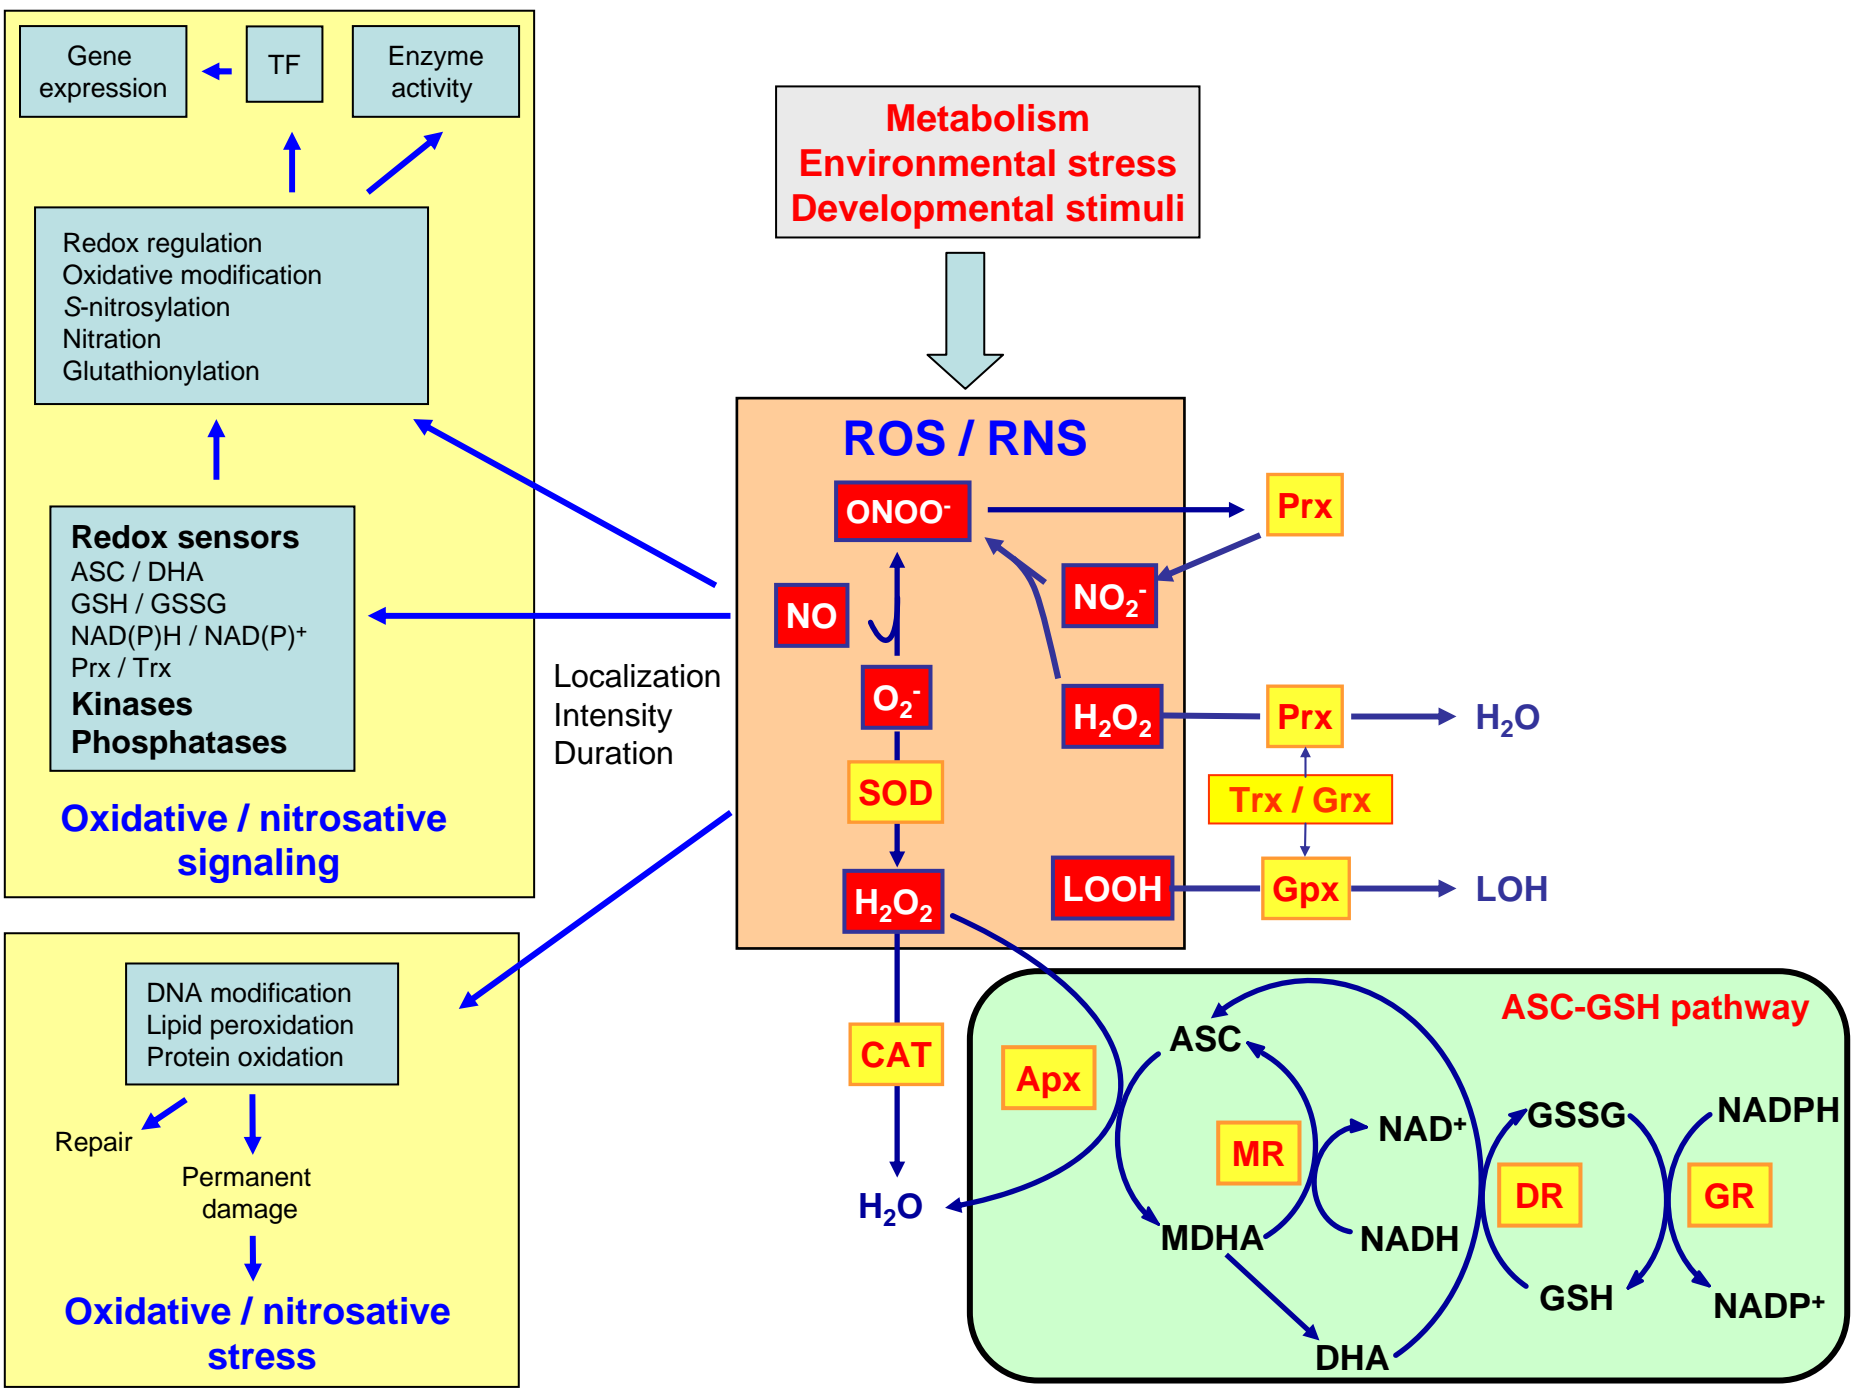 Gene
expression
TF
Enzyme
activity
Redox regulation
Oxidative modification
S-nitrosylation
Nitration
Glutathionylation
Redox sensors
ASC / DHA
GSH / GSSG
NAD(P)H / NAD(P)⁺
Prx / Trx
Kinases
Phosphatases
Oxidative / nitrosative
signaling
DNA modification
Lipid peroxidation
Protein oxidation
Repair
Permanent
damage
Oxidative / nitrosative
stress
Localization
Intensity
Duration
Metabolism
Environmental stress
Developmental stimuli
ROS / RNS
ONOO⁻
NO
NO₂⁻
O₂⁻
H₂O₂
SOD
H₂O₂
LOOH
Prx
Prx
H₂O
Trx / Grx
Gpx
LOH
CAT
H₂O
ASC-GSH pathway
Apx
ASC
MR
NAD⁺
NADH
MDHA
DHA
GSSG
DR
GSH
NADPH
GR
NADP⁺